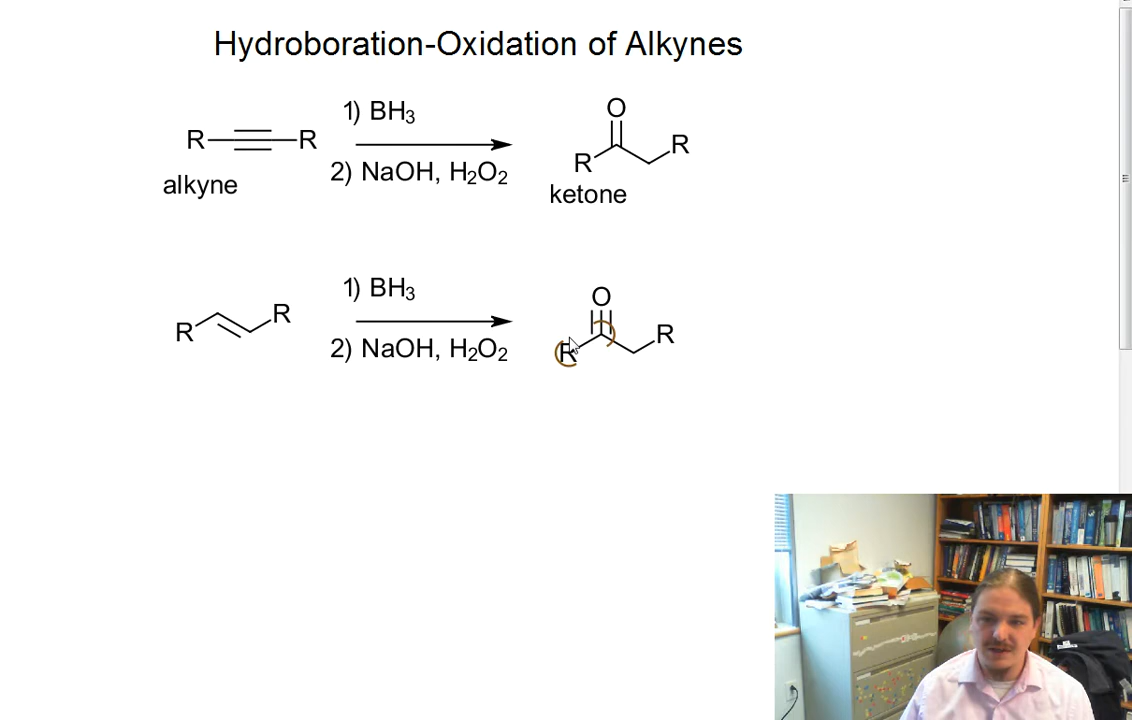 Hydroboration-Oxidation of Alkynes
1) BH3
R R
2) NaOH, H2O2
alkyne
O
R R
ketone
1) BH3
R R
2) NaOH, H2O2
O
R R